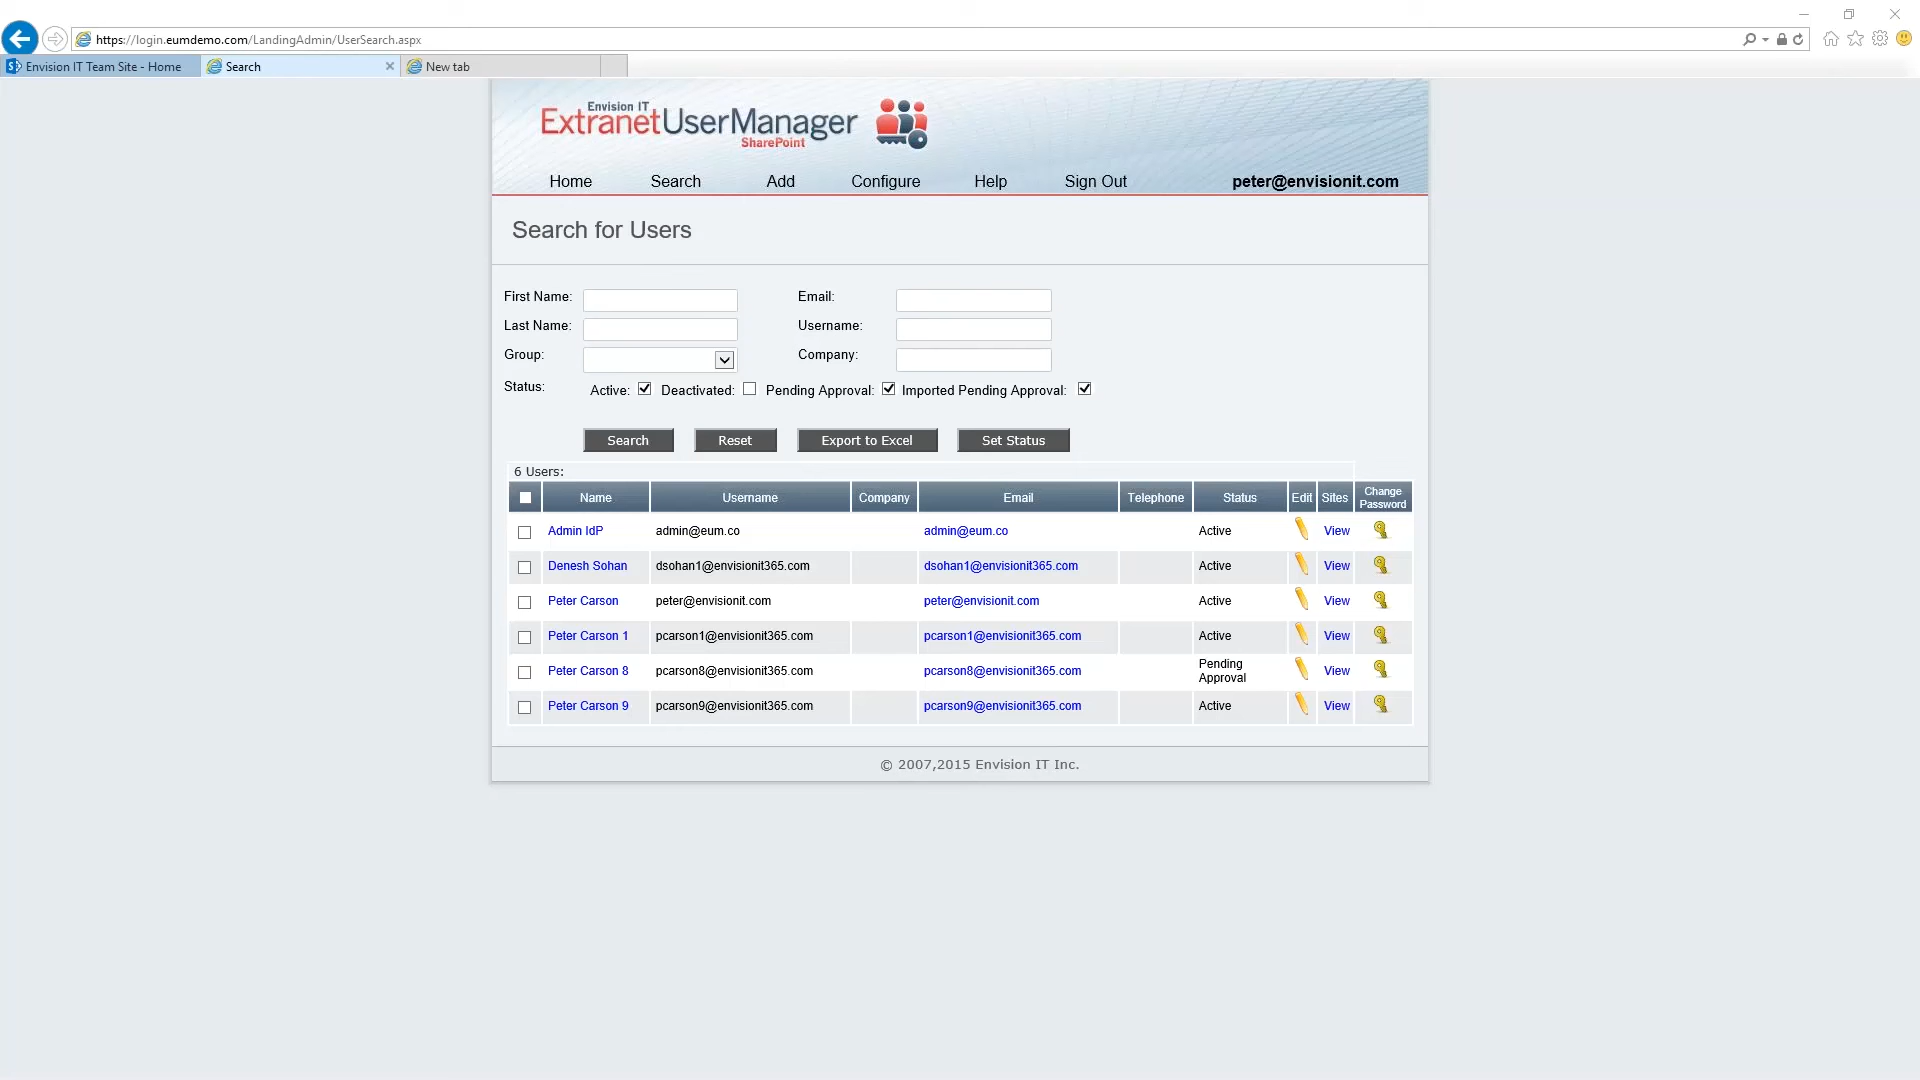 https://login.eumdemo.com/LandingAdmin/UserSearch.aspx
Envision IT Team Site - Home
Search
New tab
Envision IT
ExtranetUserManager
SharePoint
Home Search Add Configure Help Sign Out peter@envisionit.com
Search for Users
First Name: Email:
Last Name: Username:
Group: Company:
Status: Active: Deactivated: Pending Approval: Imported Pending Approval:
Search Reset Export to Excel Set Status
6 Users:
Name Username Company Email Telephone Status Edit Sites Change Password
Admin IdP admin@eum.co admin@eum.co Active View
Denesh Sohan dsohan1@envisionit365.com dsohan1@envisionit365.com Active View
Peter Carson peter@envisionit.com peter@envisionit.com Active View
Peter Carson 1 pcarson1@envisionit365.com pcarson1@envisionit365.com Active View
Peter Carson 8 pcarson8@envisionit365.com pcarson8@envisionit365.com Pending Approval View
Peter Carson 9 pcarson9@envisionit365.com pcarson9@envisionit365.com Active View
© 2007,2015 Envision IT Inc.